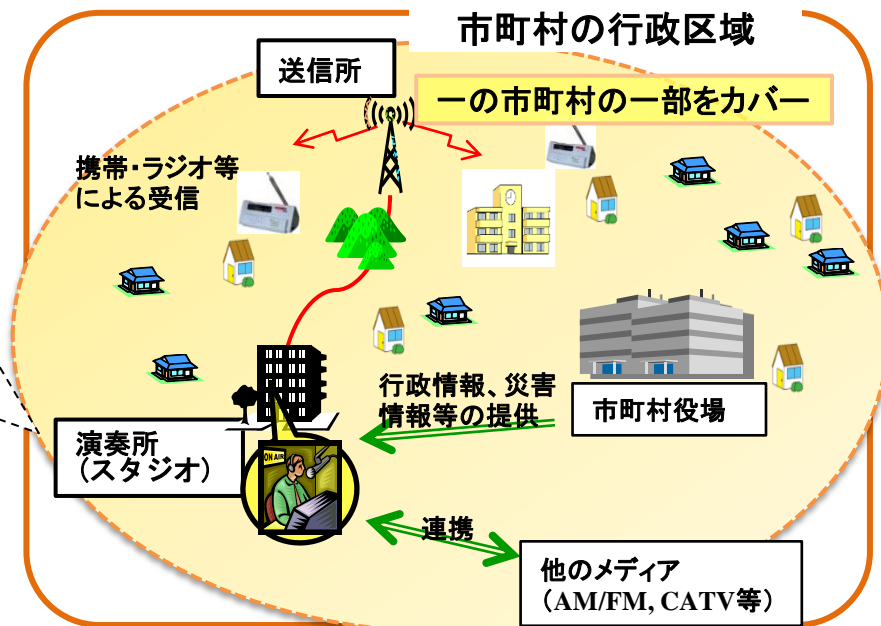 市町村の行政区域
送信所
一の市町村の一部をカバー
携帯・ラジオ等
による受信
行政情報、災害
情報等の提供
市町村役場
演奏所
（スタジオ）
ON AIR
連携
他のメディア
（AM/FM, CATV等）